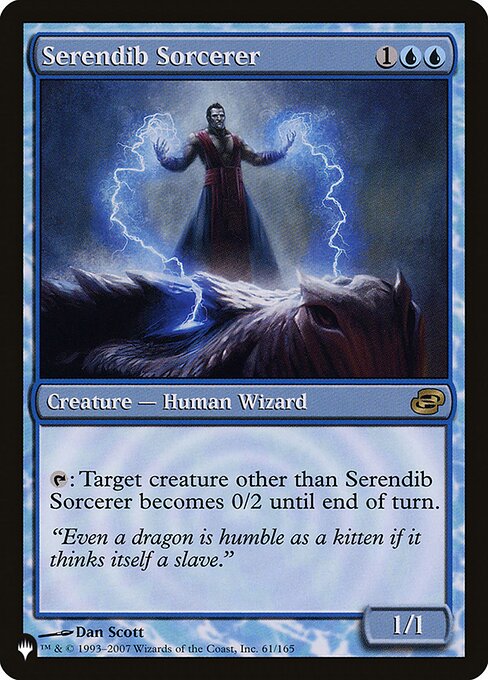 Serendib Sorcerer 1
Creature — Human Wizard
: Target creature other than Serendib
Sorcerer becomes 0/2 until end of turn.
“Even a dragon is humble as a kitten if it
thinks itself a slave.”
1/1
Dan Scott
™ & © 1993–2007 Wizards of the Coast, Inc. 61/165